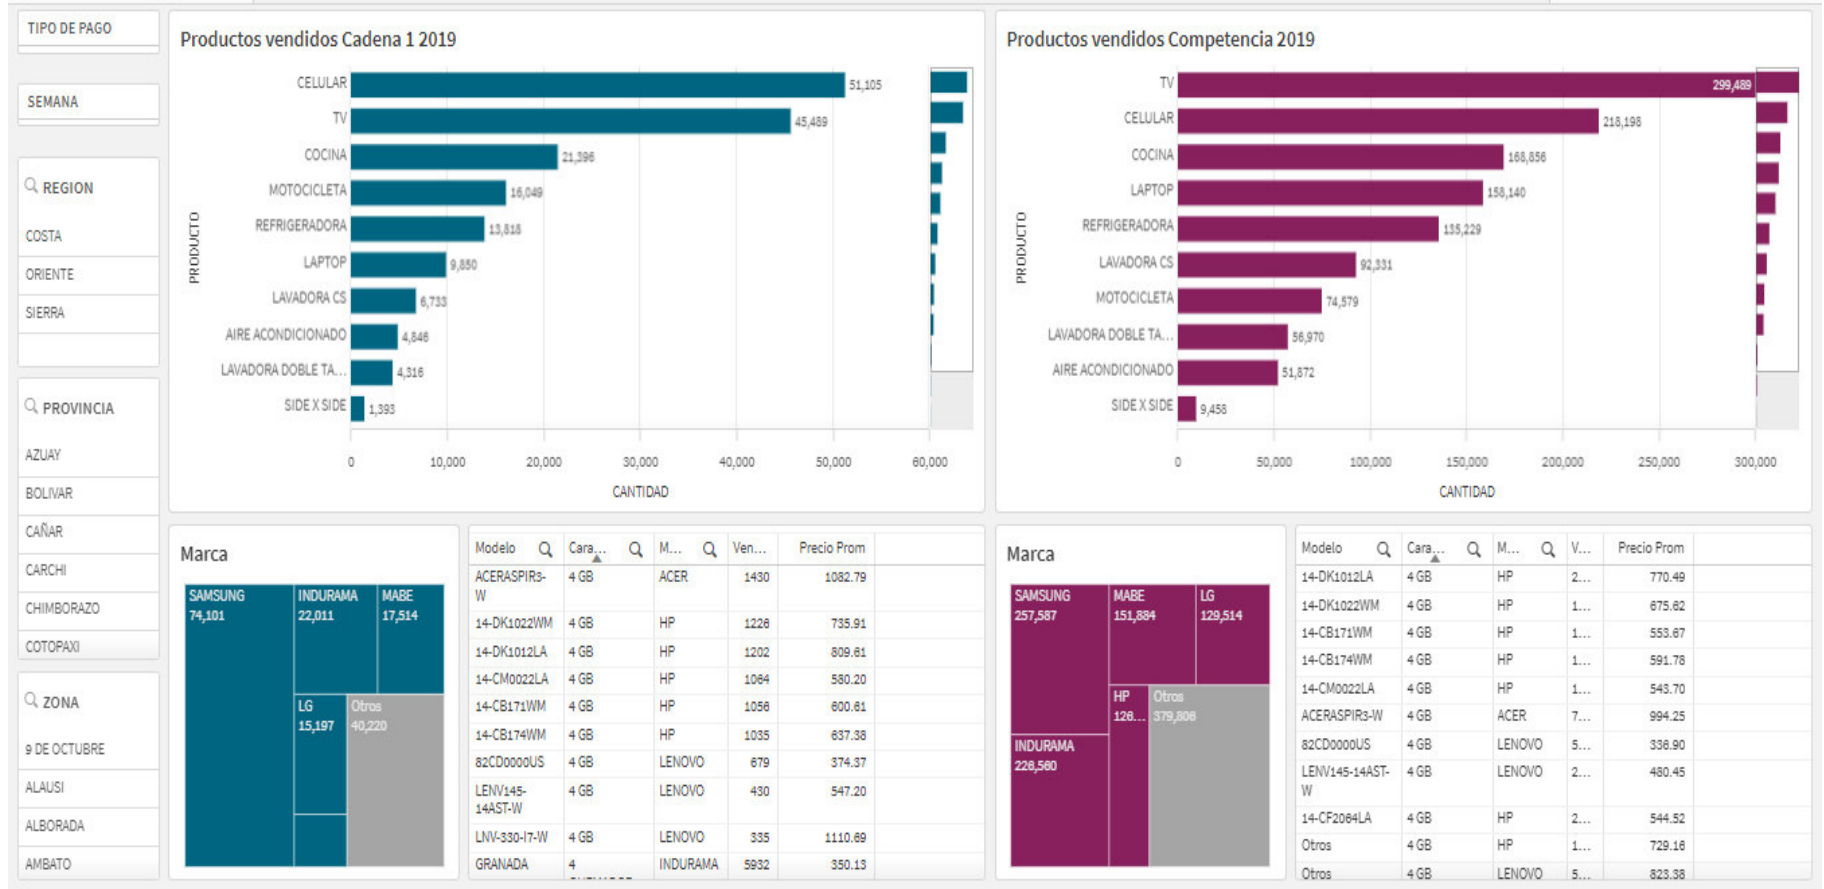 TIPO DE PAGO
SEMANA
REGION
COSTA
ORIENTE
SIERRA
PROVINCIA
AZUAY
BOLIVAR
CAÑAR
CARCHI
CHIMBORAZO
COTOPAXI
ZONA
9 DE OCTUBRE
ALAUSI
ALBORADA
AMBATO
Productos vendidos Cadena 1 2019
PRODUCTO
CELULAR 51,105
TV 45,489
COCINA 21,396
MOTOCICLETA 16,049
REFRIGERADORA 13,818
LAPTOP 9,850
LAVADORA CS 6,733
AIRE ACONDICIONADO 4,846
LAVADORA DOBLE TA... 4,316
SIDE X SIDE 1,393
0 10,000 20,000 30,000 40,000 50,000 60,000
CANTIDAD
Productos vendidos Competencia 2019
PRODUCTO
TV 299,489
CELULAR 218,198
COCINA 168,856
LAPTOP 158,140
REFRIGERADORA 135,229
LAVADORA CS 92,331
MOTOCICLETA 74,579
LAVADORA DOBLE TA... 56,970
AIRE ACONDICIONADO 51,872
SIDE X SIDE 9,458
0 50,000 100,000 150,000 200,000 250,000 300,000
CANTIDAD
Marca
SAMSUNG
74,101
INDURAMA
22,011
MABE
17,514
LG
15,197
Otros
40,220
Modelo Cara... M... Ven... Precio Prom
ACERASPIR3-W 4 GB ACER 1430 1082.79
14-DK1022WM 4 GB HP 1226 735.91
14-DK1012LA 4 GB HP 1202 809.61
14-CM0022LA 4 GB HP 1064 580.20
14-CB171WM 4 GB HP 1056 600.61
14-CB174WM 4 GB HP 1035 637.38
82CD0000US 4 GB LENOVO 679 374.37
LENV145-14AST-W 4 GB LENOVO 430 547.20
LNV-330-I7-W 4 GB LENOVO 335 1110.69
GRANADA 4 INDURAMA 5932 350.13
Marca
SAMSUNG
257,587
MABE
151,884
LG
129,514
HP
126...
Otros
379,806
INDURAMA
226,560
Modelo Cara... M... V... Precio Prom
14-DK1012LA 4 GB HP 2... 770.49
14-DK1022WM 4 GB HP 1... 675.62
14-CB171WM 4 GB HP 1... 553.67
14-CB174WM 4 GB HP 1... 591.78
14-CM0022LA 4 GB HP 1... 543.70
ACERASPIR3-W 4 GB ACER 7... 994.25
82CD0000US 4 GB LENOVO 5... 336.90
LENV145-14AST-W 4 GB LENOVO 2... 480.45
14-CF2064LA 4 GB HP 2... 544.52
Otros 4 GB HP 1... 729.16
Otros 4 GB LENOVO 5... 823.38